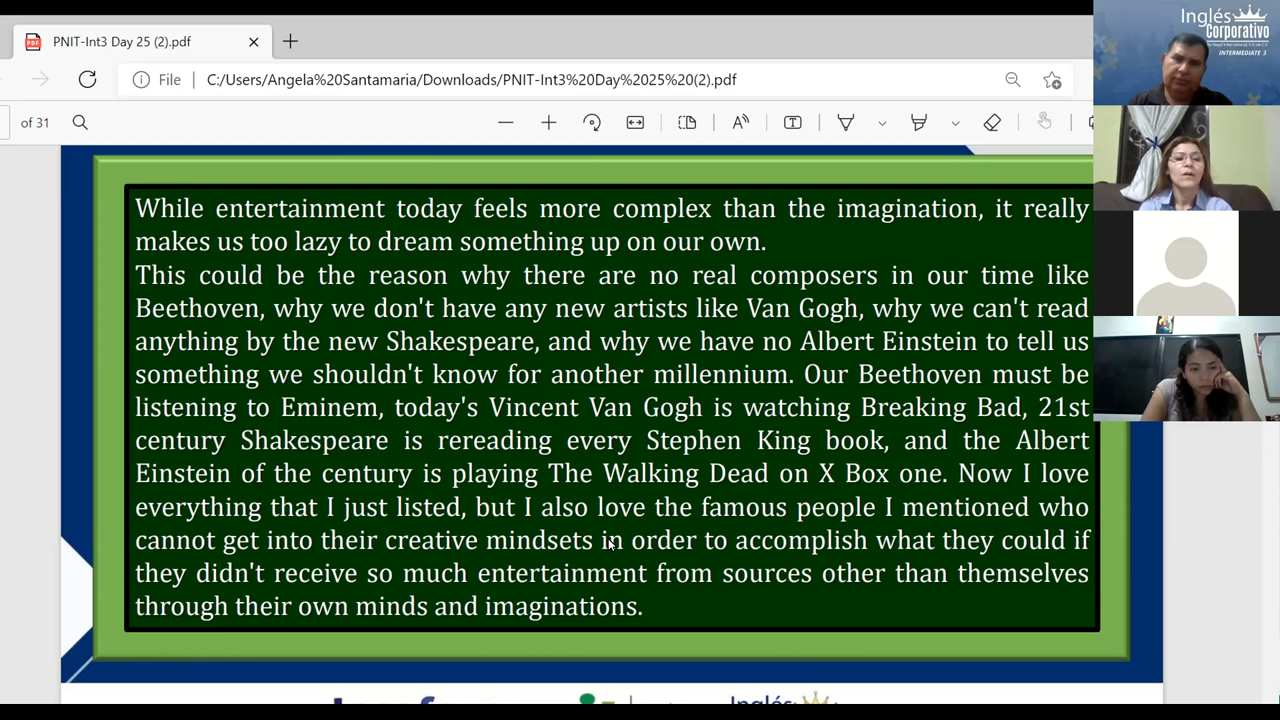 PNIT-Int3 Day 25 (2).pdf
File
C:/Users/Angela%20Santamaria/Downloads/PNIT-Int3%20Day%2025%20(2).pdf
of 31
While entertainment today feels more complex than the imagination, it really
makes us too lazy to dream something up on our own.
This could be the reason why there are no real composers in our time like
Beethoven, why we don't have any new artists like Van Gogh, why we can't read
anything by the new Shakespeare, and why we have no Albert Einstein to tell us
something we shouldn't know for another millennium. Our Beethoven must be
listening to Eminem, today's Vincent Van Gogh is watching Breaking Bad, 21st
century Shakespeare is rereading every Stephen King book, and the Albert
Einstein of the century is playing The Walking Dead on X Box one. Now I love
everything that I just listed, but I also love the famous people I mentioned who
cannot get into their creative mindsets in order to accomplish what they could if
they didn't receive so much entertainment from sources other than themselves
through their own minds and imaginations.
Inglés
Corporativo
INTERMEDIATE 3
Inglés